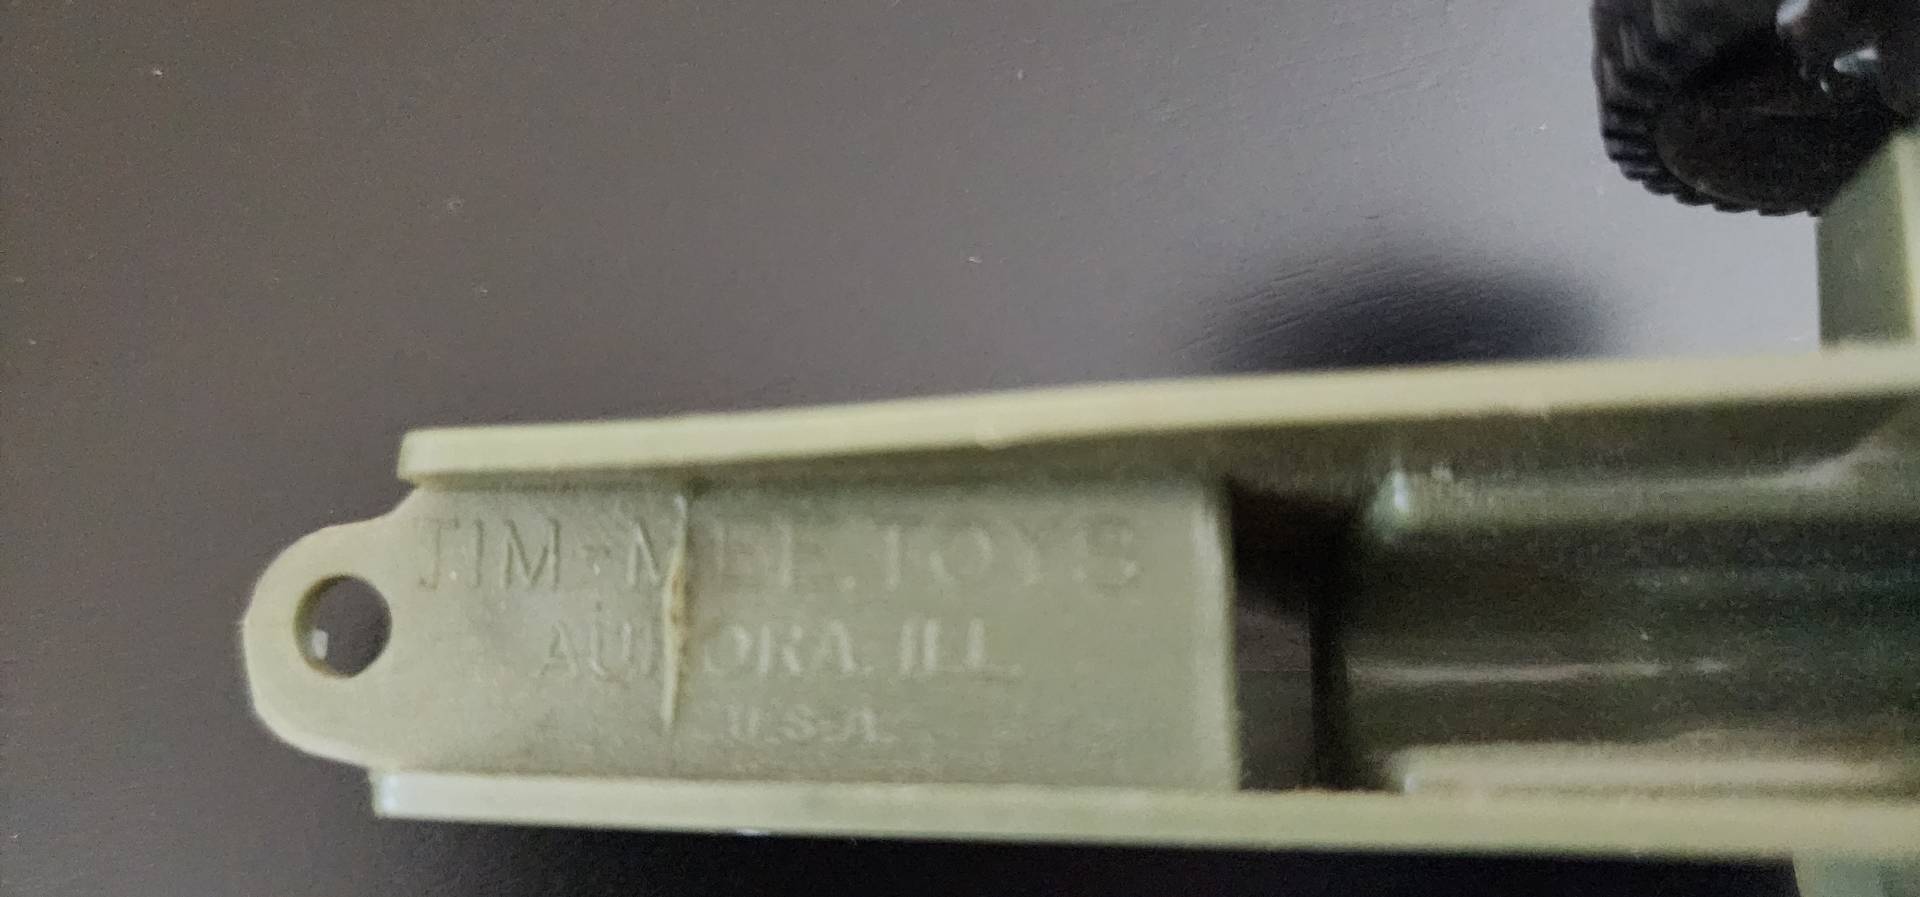 TIM-MEE TOYS
AURORA, ILL.
U.S.A.